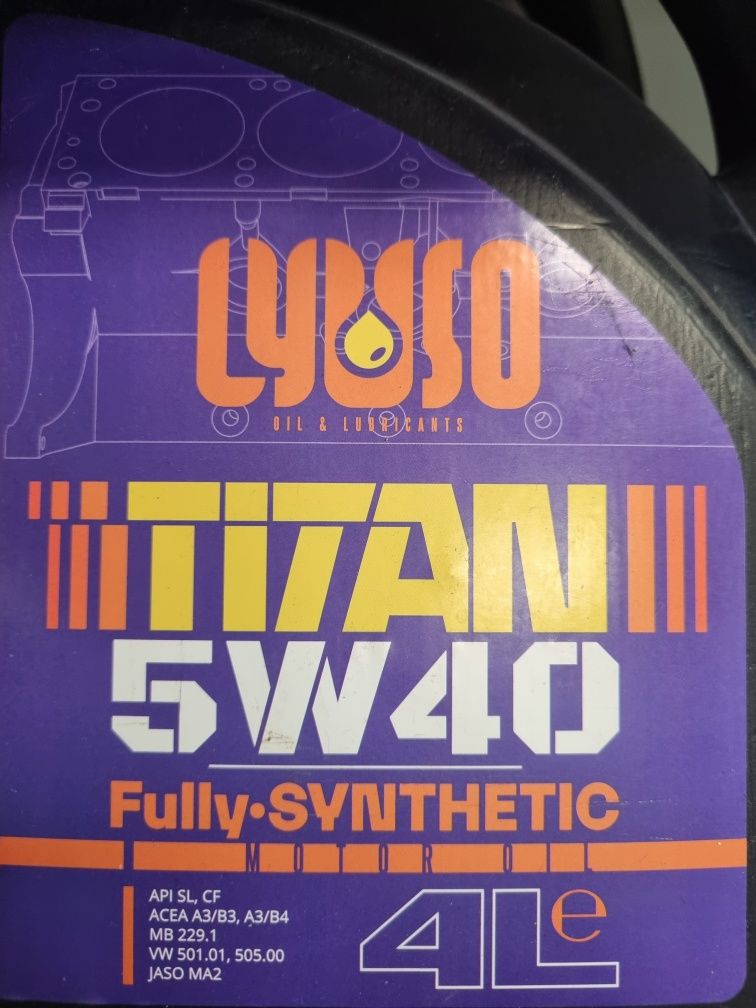 LYPSO
OIL & LUBRICANTS
TiTAN
5W40
Fully•SYNTHETIC
MOTOR OIL
API SL, CF
ACEA A3/B3, A3/B4
MB 229.1
VW 501.01, 505.00
JASO MA2
4L e